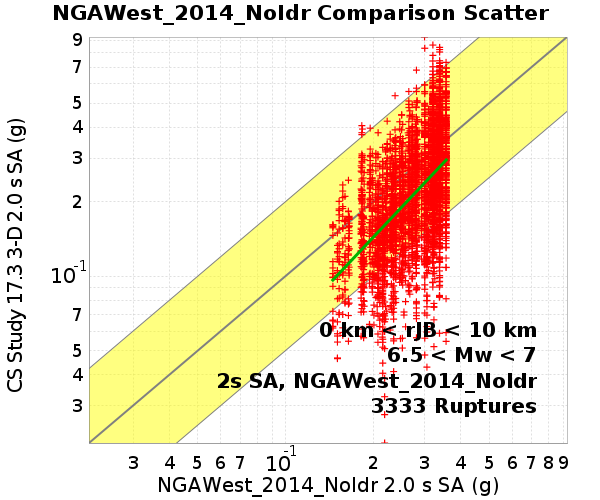 NGAWest_2014_NoIdr Comparison Scatter
CS Study 17.3 3-D 2.0 s SA (g)
9
7
5
4
3
2
10-1
7
5
4
3
0 km < rJB < 10 km
6.5 < Mw < 7
2s SA, NGAWest_2014_NoIdr
3333 Ruptures
3 4 5 6 7 10-1 2 3 4 5 6 7 8 9
NGAWest_2014_NoIdr 2.0 s SA (g)